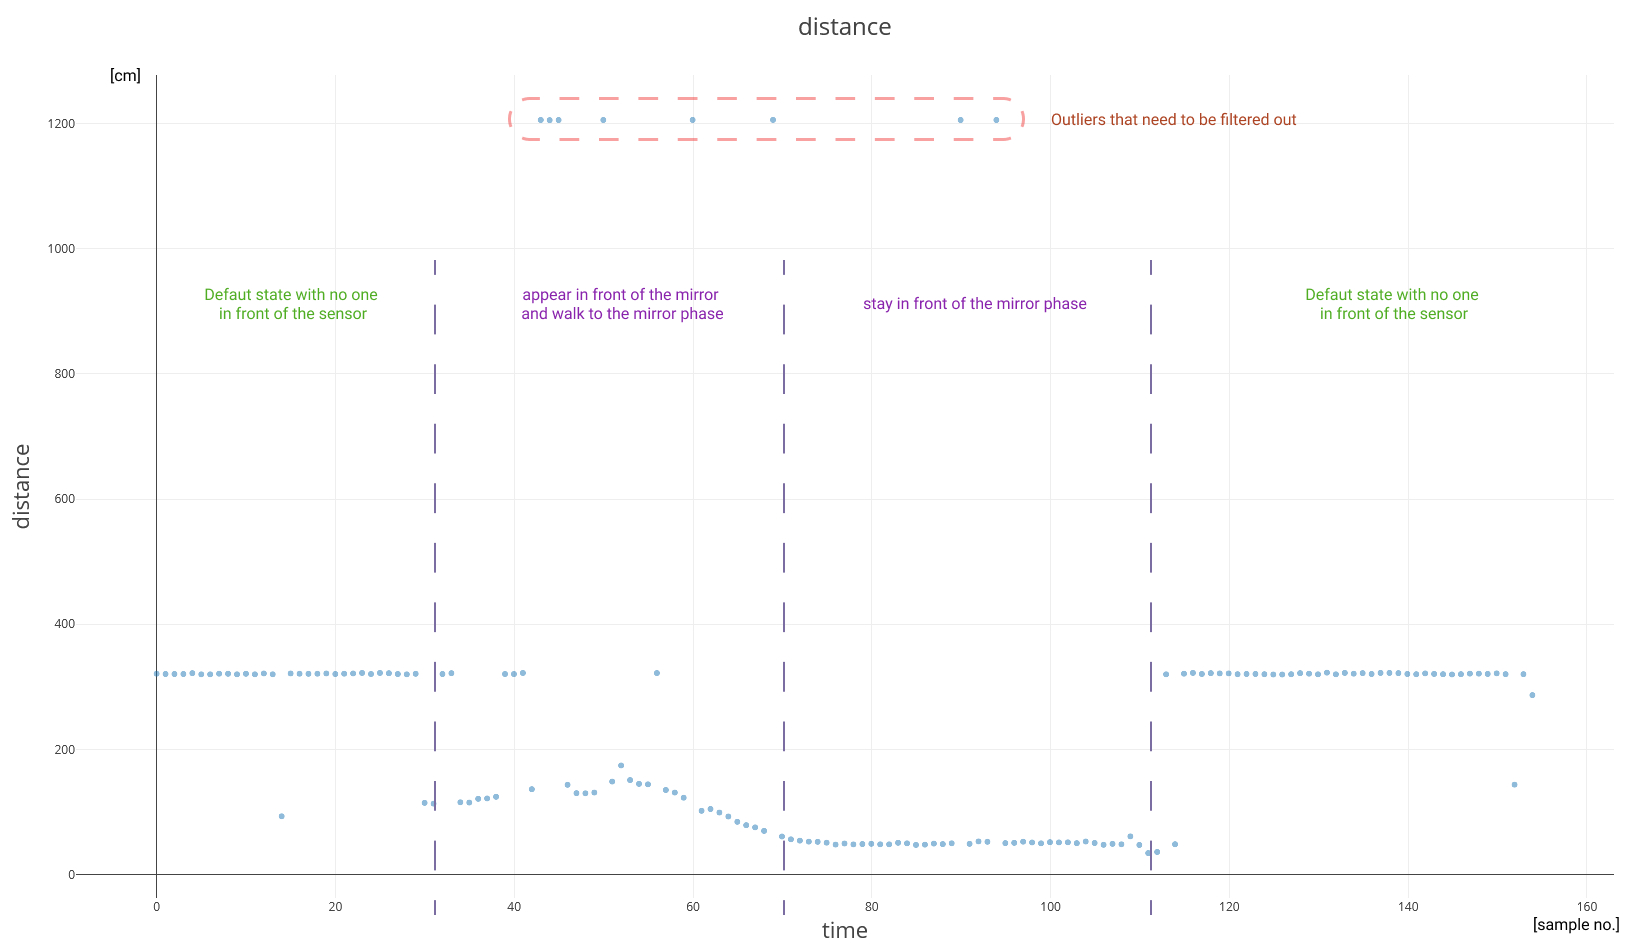 distance
[cm]
1200
Outliers that need to be filtered out
1000
Defaut state with no one
in front of the sensor
appear in front of the mirror
and walk to the mirror phase
stay in front of the mirror phase
Defaut state with no one
in front of the sensor
800
600
distance
400
200
0
0 20 40 60 80 100 120 140 160
time
[sample no.]